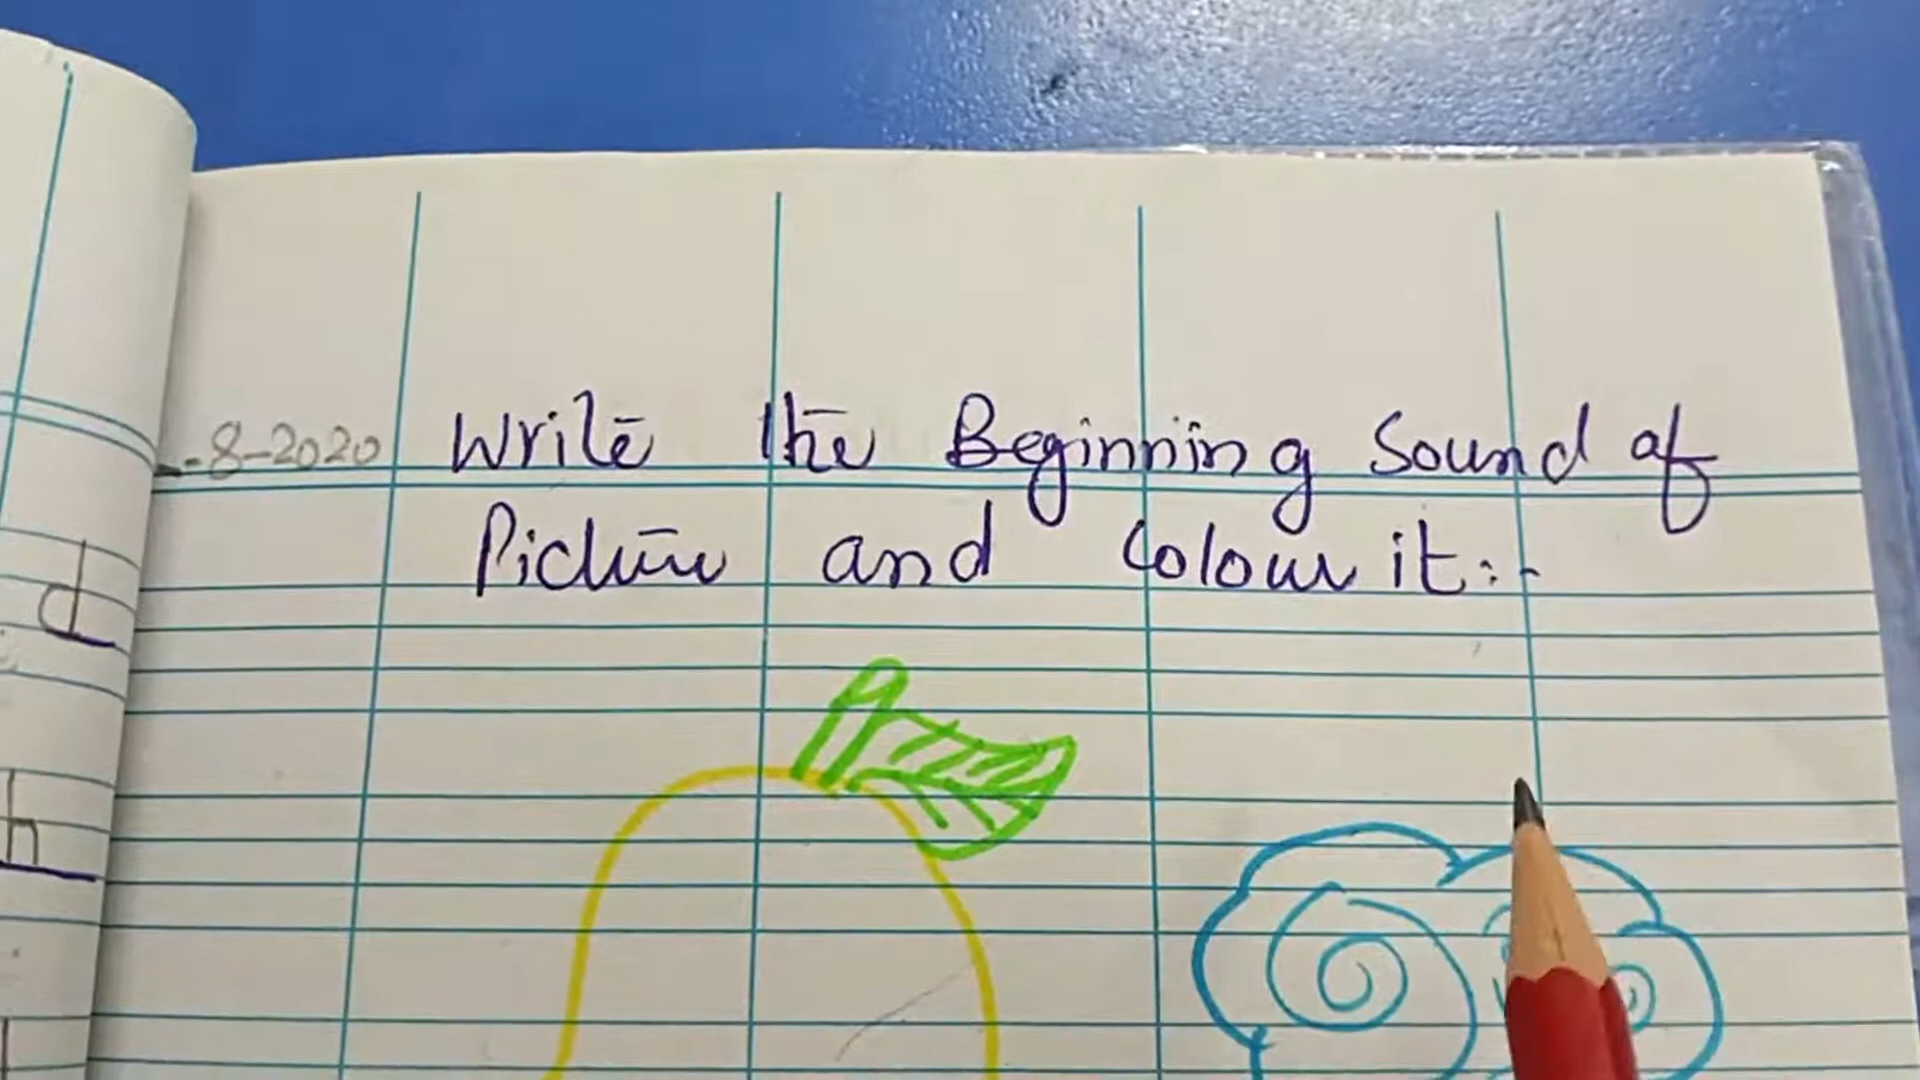 -8-2020 Write the Beginning Sound of
Picture and Colour it:-
d
h